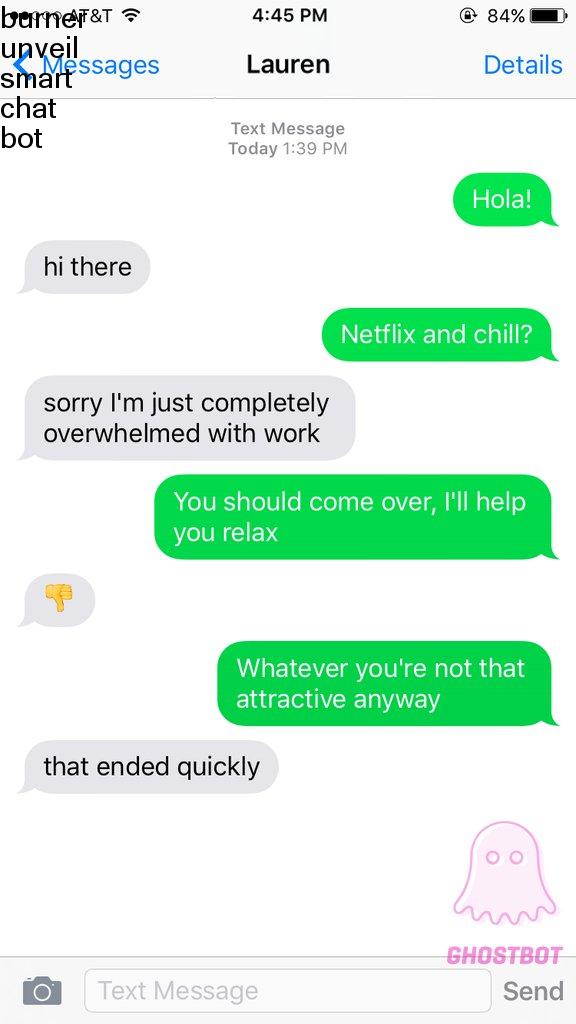 burner
unveil
smart
chat
bot
AT&T
4:45 PM
84%
Messages
Lauren
Details
Text Message
Today 1:39 PM
Hola!
hi there
Netflix and chill?
sorry I'm just completely
overwhelmed with work
You should come over, I'll help
you relax
👎
Whatever you're not that
attractive anyway
that ended quickly
GHOSTBOT
Text Message
Send